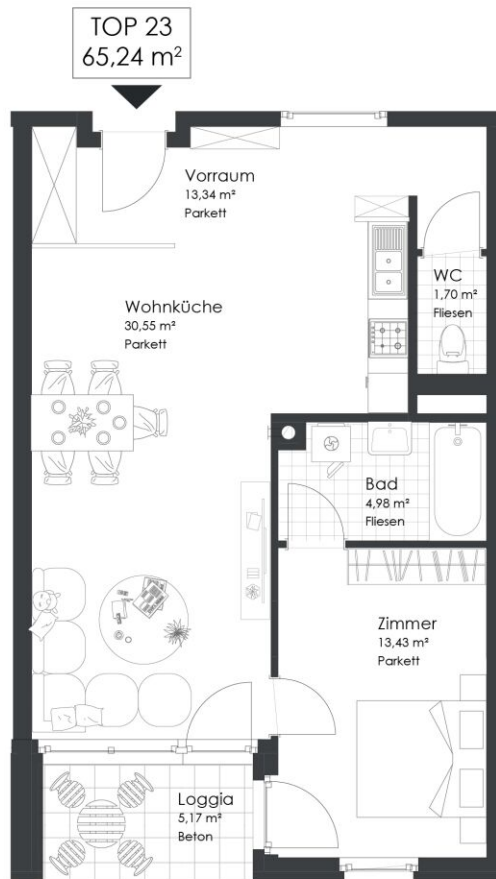 TOP 23
65,24 m²
Vorraum
13,34 m²
Parkett
WC
1,70 m²
Fliesen
Wohnküche
30,55 m²
Parkett
Bad
4,98 m²
Fliesen
Zimmer
13,43 m²
Parkett
Loggia
5,17 m²
Beton